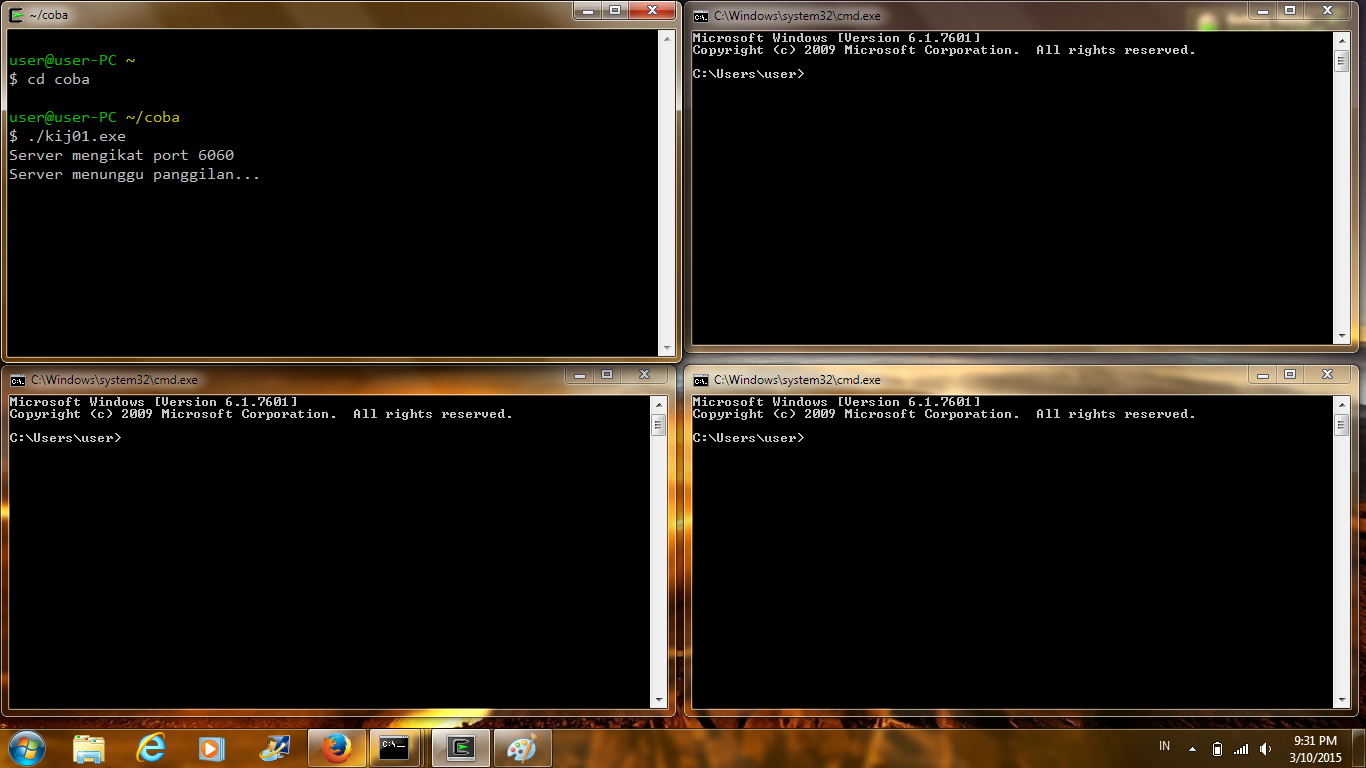 ~/coba
user@user-PC ~
$ cd coba
user@user-PC ~/coba
$ ./kij01.exe
Server mengikat port 6060
Server menunggu panggilan...
C:\Windows\system32\cmd.exe
Microsoft Windows [Version 6.1.7601]
Copyright (c) 2009 Microsoft Corporation.  All rights reserved.
C:\Users\user>
C:\Windows\system32\cmd.exe
Microsoft Windows [Version 6.1.7601]
Copyright (c) 2009 Microsoft Corporation.  All rights reserved.
C:\Users\user>
C:\Windows\system32\cmd.exe
Microsoft Windows [Version 6.1.7601]
Copyright (c) 2009 Microsoft Corporation.  All rights reserved.
C:\Users\user>
IN
9:31 PM
3/10/2015